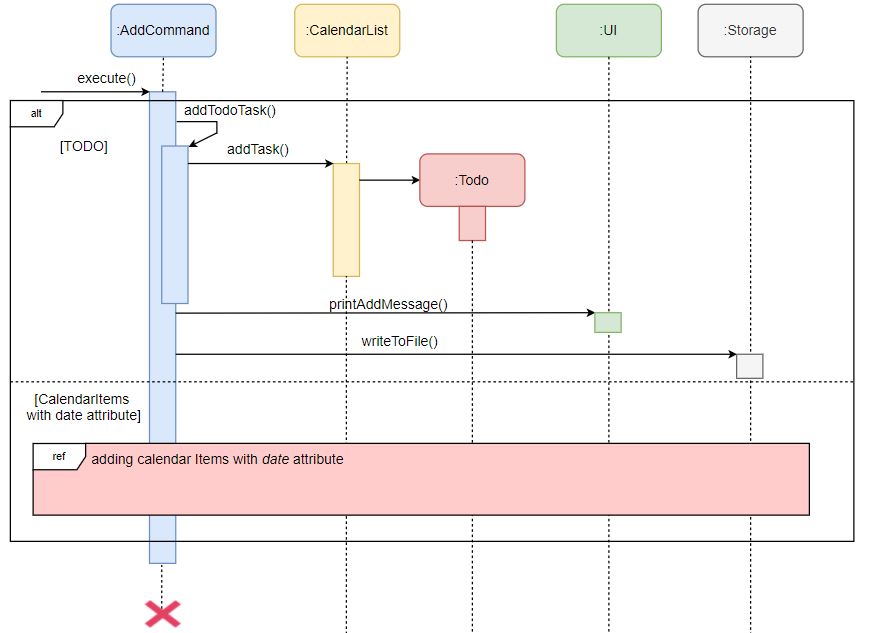 :AddCommand
:CalendarList
:UI
:Storage
execute()
alt
addTodoTask()
[TODO]
addTask()
:Todo
printAddMessage()
writeToFile()
[CalendarItems
with date attribute]
ref
adding calendar Items with date attribute